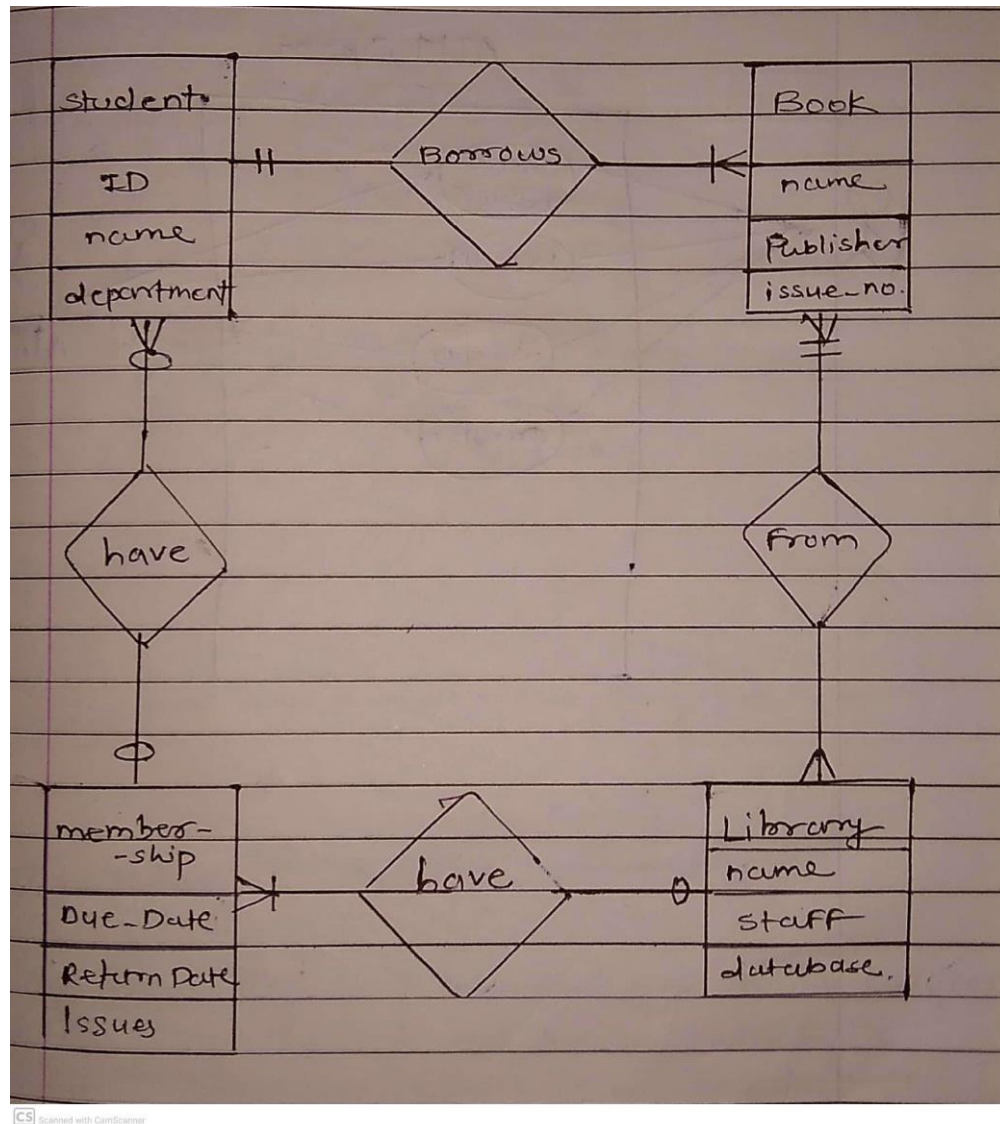 student
ID
name
department
Borrows
Book
name
Publisher
issue_no.
have
From
member-
-ship
Due_Date
Return Date
Issues
have
Library
name
staff
database.
CS Scanned with CamScanner